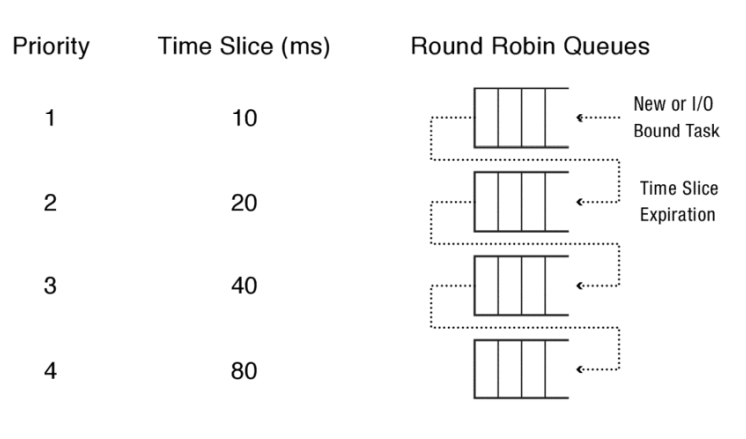 Priority Time Slice (ms) Round Robin Queues
1 10
New or I/O
Bound Task
2 20
Time Slice
Expiration
3 40
4 80